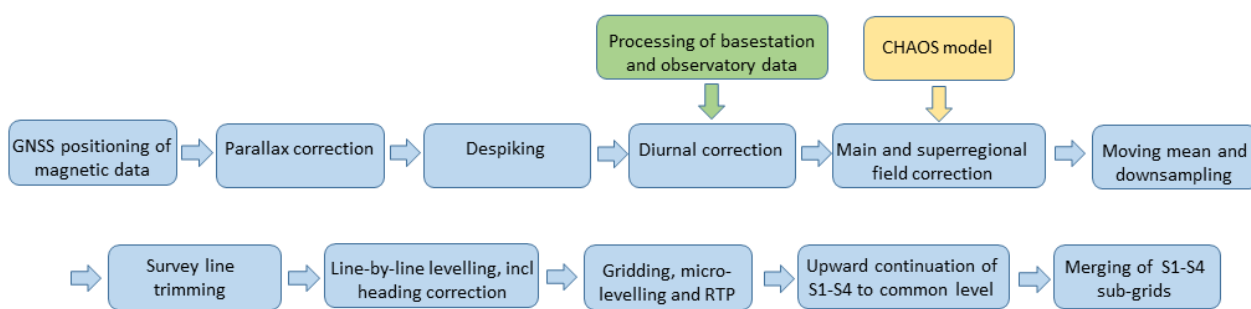 Processing of basestation
and observatory data
CHAOS model
GNSS positioning of
magnetic data
Parallax correction
Despiking
Diurnal correction
Main and superregional
field correction
Moving mean and
downsampling
Survey line
trimming
Line-by-line levelling, incl
heading correction
Gridding, micro-
levelling and RTP
Upward continuation of
S1-S4 to common level
Merging of S1-S4
sub-grids